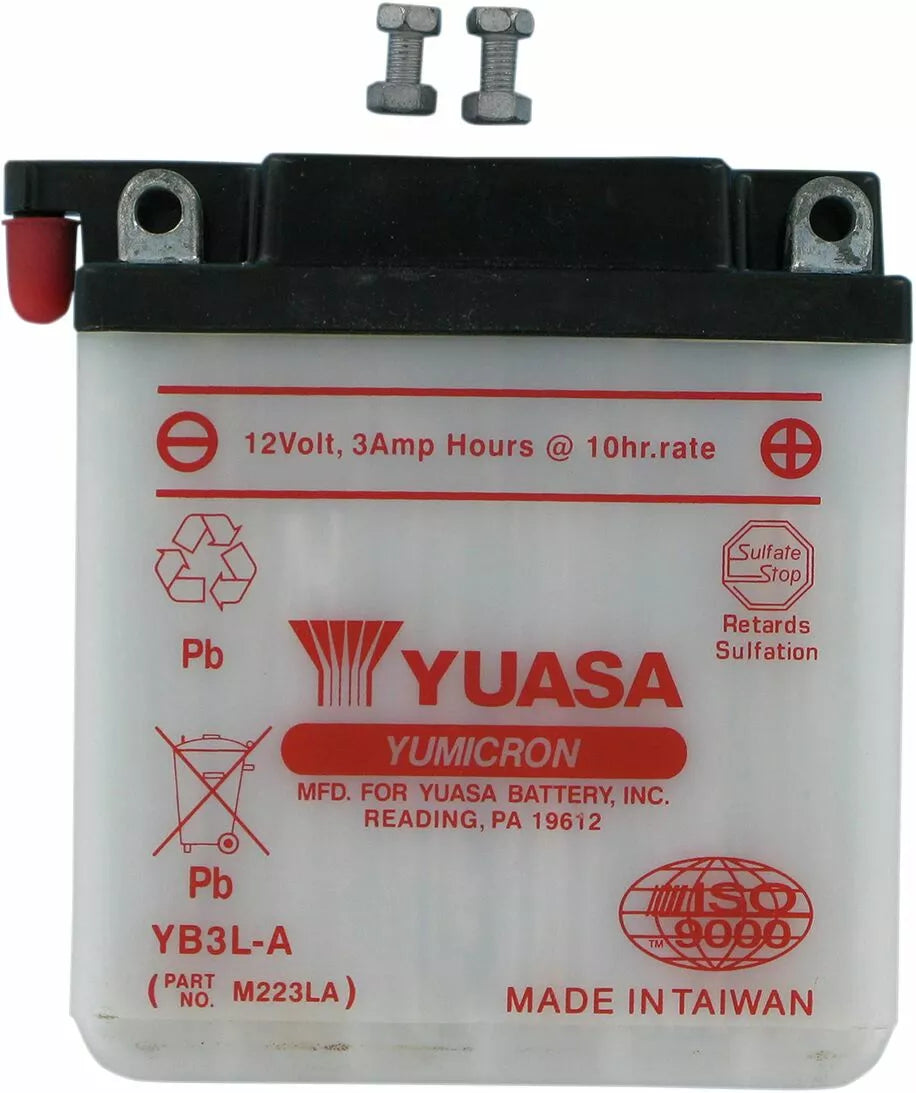 12Volt, 3Amp Hours @ 10hr.rate
Sulfate
Stop
Retards
Sulfation
Pb
YUASA
YUMICRON
MFD. FOR YUASA BATTERY, INC.
READING, PA 19612
Pb
YB3L-A
(PART NO. M223LA)
ISO
9000
TM
MADE IN TAIWAN